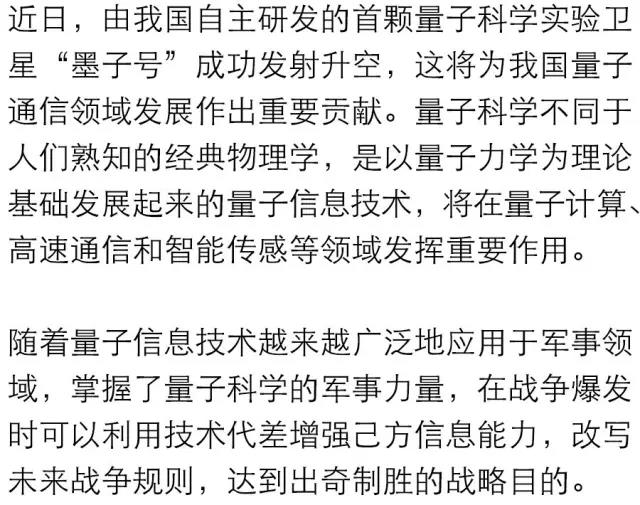 近日，由我国自主研发的首颗量子科学实验卫
星“墨子号”成功发射升空，这将为我国量子
通信领域发展作出重要贡献。量子科学不同于
人们熟知的经典物理学，是以量子力学为理论
基础发展起来的量子信息技术，将在量子计算、
高速通信和智能传感等领域发挥重要作用。
随着量子信息技术越来越广泛地应用于军事领
域，掌握了量子科学的军事力量，在战争爆发
时可以利用技术代差增强己方信息能力，改写
未来战争规则，达到出奇制胜的战略目的。